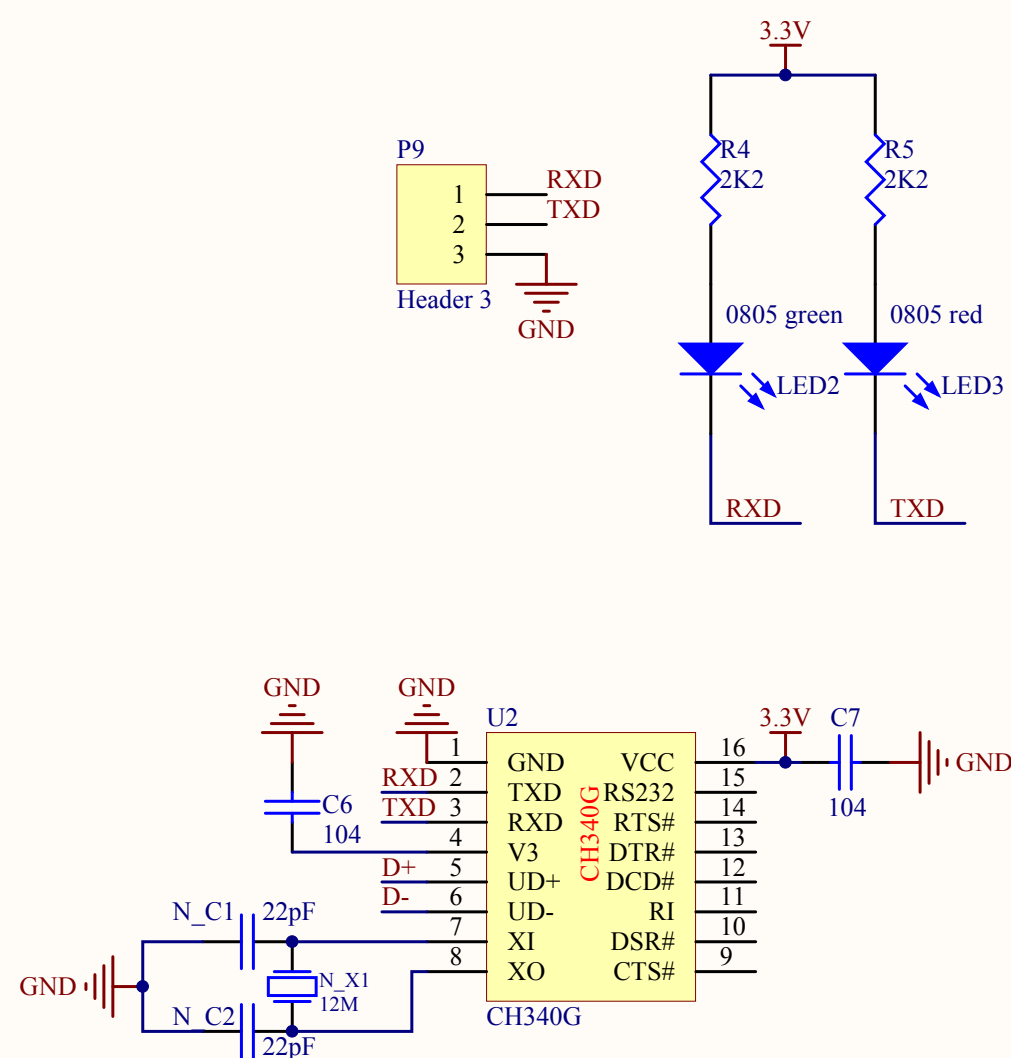 3.3V
P9
1 RXD
2 TXD
3
Header 3
GND
R4
2K2
R5
2K2
0805 green
0805 red
LED2
LED3
RXD
TXD
GND
GND
U2
3.3V
C7
GND
104
C6
104
RXD
TXD
D+
D-
1 GND
2 TXD
3 RXD
4 V3
5 UD+
6 UD-
7 XI
8 XO
CH340G
VCC 16
RS232 15
RTS# 14
DTR# 13
DCD# 12
RI 11
DSR# 10
CTS# 9
CH340G
N_C1 22pF
GND
N_X1
12M
N_C2
22pF